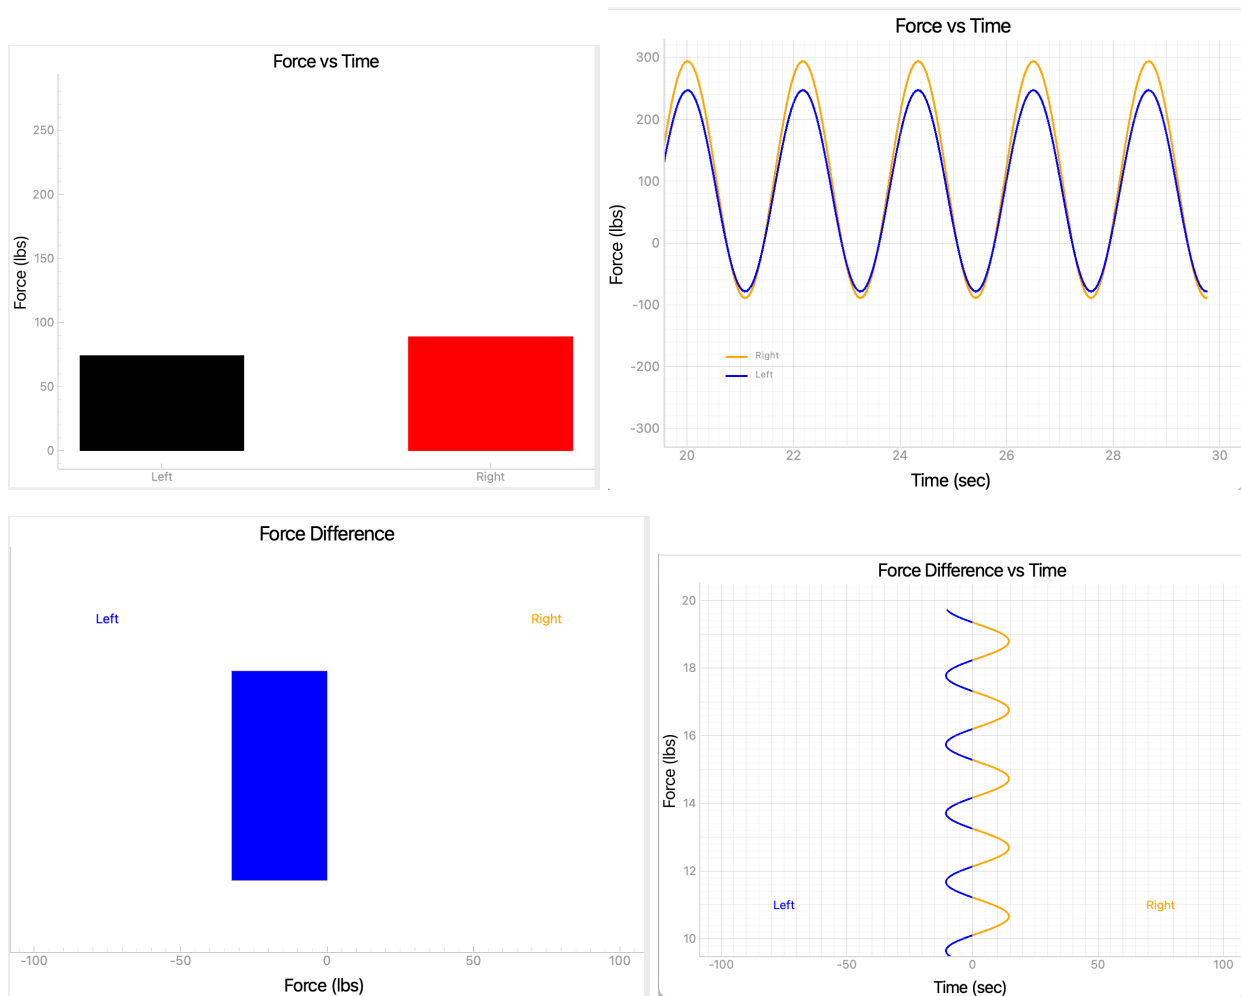 Force vs Time
Force (lbs)
250
200
150
100
50
0
Left
Right
Force vs Time
Force (lbs)
300
200
100
0
-100
-200
-300
Right
Left
20
22
24
26
28
30
Time (sec)
Force Difference
Left
Right
-100
-50
0
50
100
Force (lbs)
Force Difference vs Time
Force (lbs)
20
18
16
14
12
10
Left
Right
-100
-50
0
50
100
Time (sec)